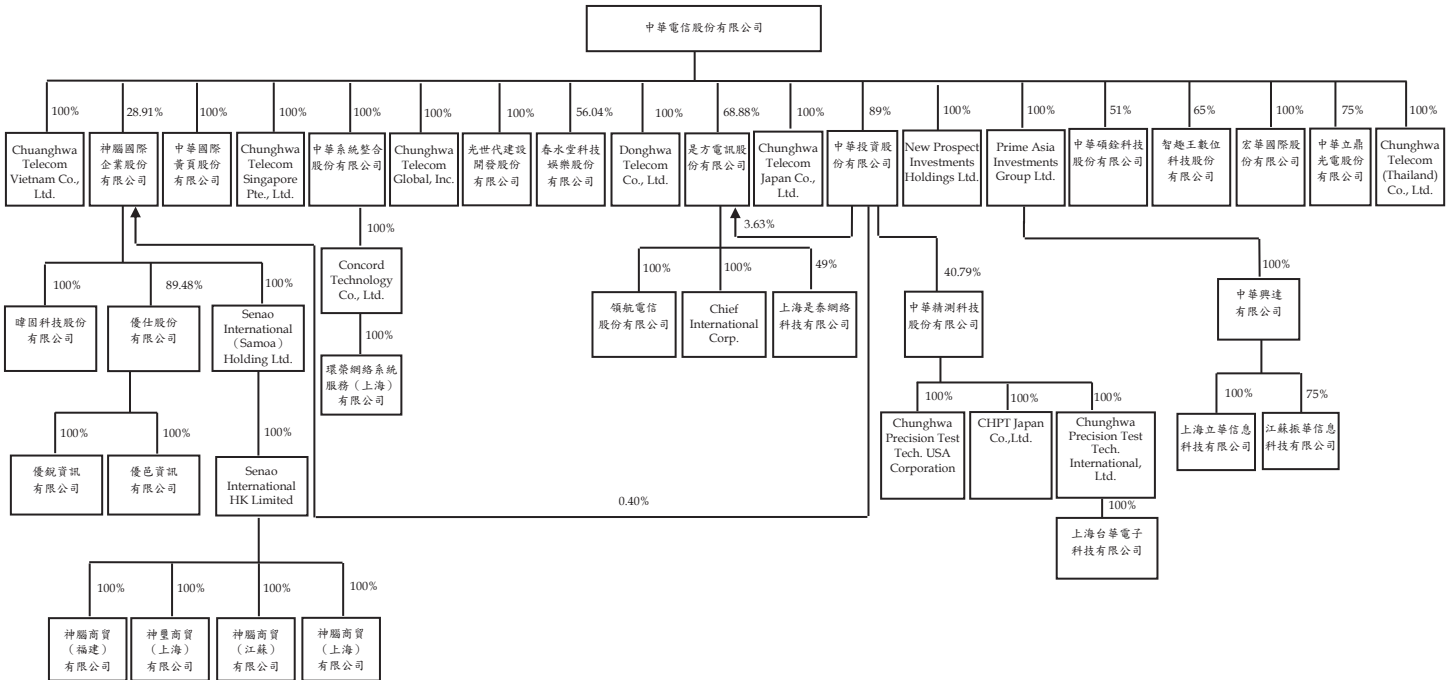 中華電信股份有限公司
100%
28.91%
100%
100%
100%
100%
100%
56.04%
100%
68.88%
100%
89%
100%
100%
51%
65%
100%
75%
100%
Chuanghwa
Telecom
Vietnam Co.,
Ltd.
神腦國際
企業股份
有限公司
中華國際
黃頁股份
有限公司
Chunghwa
Telecom
Singapore
Pte., Ltd.
中華系統整合
股份有限公司
Chunghwa
Telecom
Global, Inc.
光世代建設
開發股份
有限公司
春水堂科技
娛樂股份
有限公司
Donghwa
Telecom
Co., Ltd.
是方電訊股
份有限公司
Chunghwa
Telecom
Japan Co.,
Ltd.
中華投資股
份有限公司
New Prospect
Investments
Holdings Ltd.
Prime Asia
Investments
Group Ltd.
中華碩銓科技
股份有限公司
智趣王數位
科技股份
有限公司
宏華國際股
份有限公司
中華立鼎
光電股份
有限公司
Chunghwa
Telecom
(Thailand)
Co., Ltd.
3.63%
100%
100%
89.48%
100%
Concord
Technology
Co., Ltd.
100%
100%
49%
40.79%
100%
暐固科技股份
有限公司
優仕股份
有限公司
Senao
International
(Samoa)
Holding Ltd.
領航電信
股份有限公司
Chief
International
Corp.
上海是泰網絡
科技有限公司
中華精測科技
股份有限公司
中華興達
有限公司
100%
環榮網絡系統
服務（上海）
有限公司
100%
100%
100%
100%
75%
100%
100%
100%
優銳資訊
有限公司
優邑資訊
有限公司
Senao
International
HK Limited
Chunghwa
Precision Test
Tech. USA
Corporation
CHPT Japan
Co.,Ltd.
Chunghwa
Precision Test
Tech.
International,
Ltd.
上海立華信息
科技有限公司
江蘇振華信息
科技有限公司
0.40%
100%
上海台華電子
科技有限公司
100%
100%
100%
100%
神腦商貿
（福建）
有限公司
神璽商貿
（上海）
有限公司
神腦商貿
（江蘇）
有限公司
神腦商貿
（上海）
有限公司